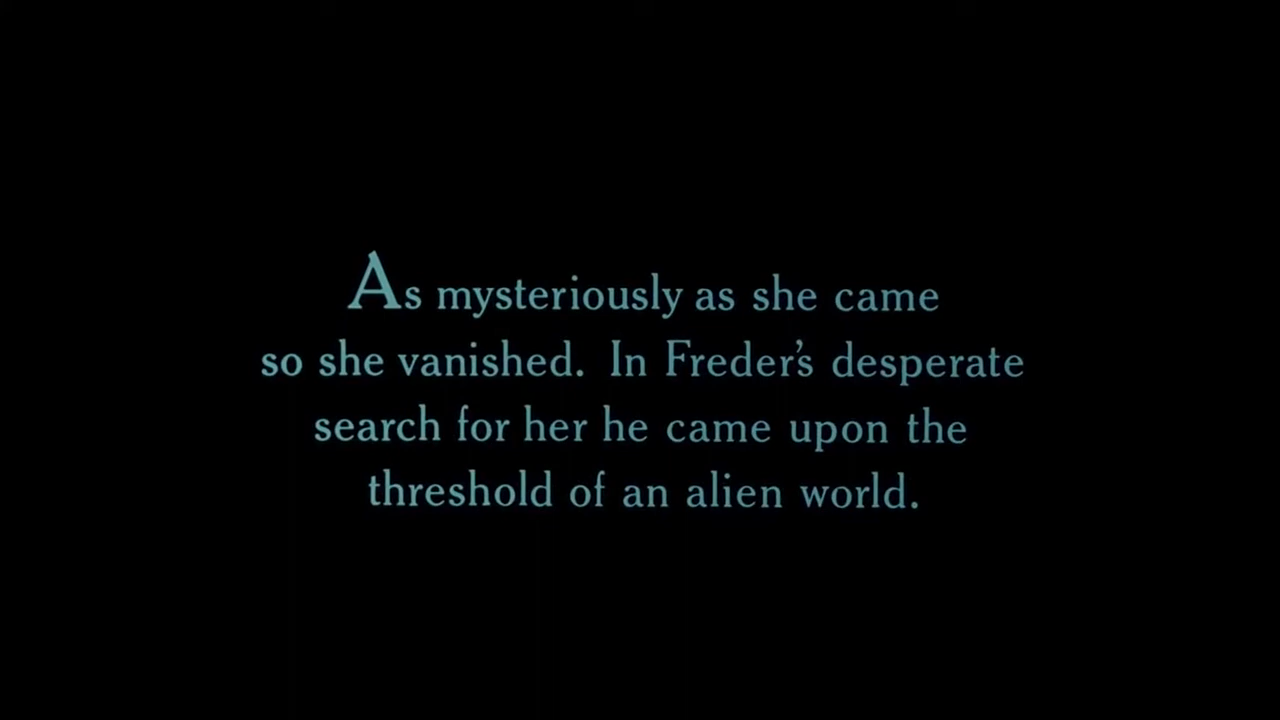 As mysteriously as she came
so she vanished. In Freder's desperate
search for her he came upon the
threshold of an alien world.